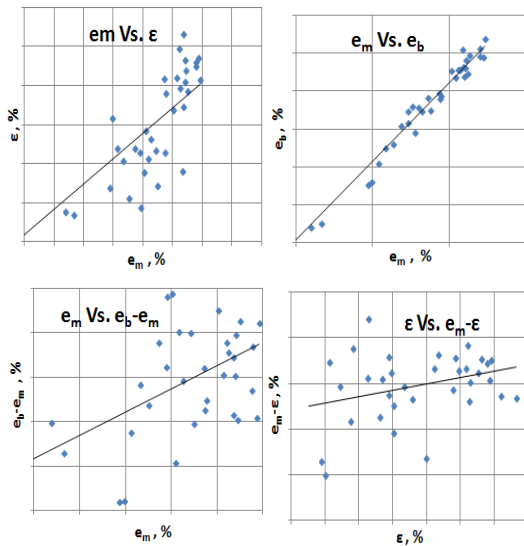 em Vs. ε
ε, %
em , %
em Vs. eb
eb, %
em , %
em Vs. eb-em
eb-em , %
em , %
ε Vs. em-ε
em-ε , %
ε, %